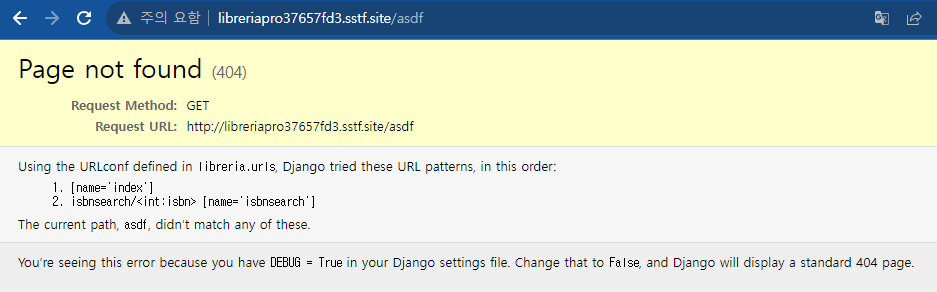 주의 요함 | libreriapro37657fd3.sstf.site/asdf
Page not found (404)
Request Method: GET
Request URL: http://libreriapro37657fd3.sstf.site/asdf
Using the URLconf defined in libreria.urls, Django tried these URL patterns, in this order:
1. [name='index']
2. isbnsearch/<int:isbn> [name='isbnsearch']
The current path, asdf, didn't match any of these.
You're seeing this error because you have DEBUG = True in your Django settings file. Change that to False, and Django will display a standard 404 page.